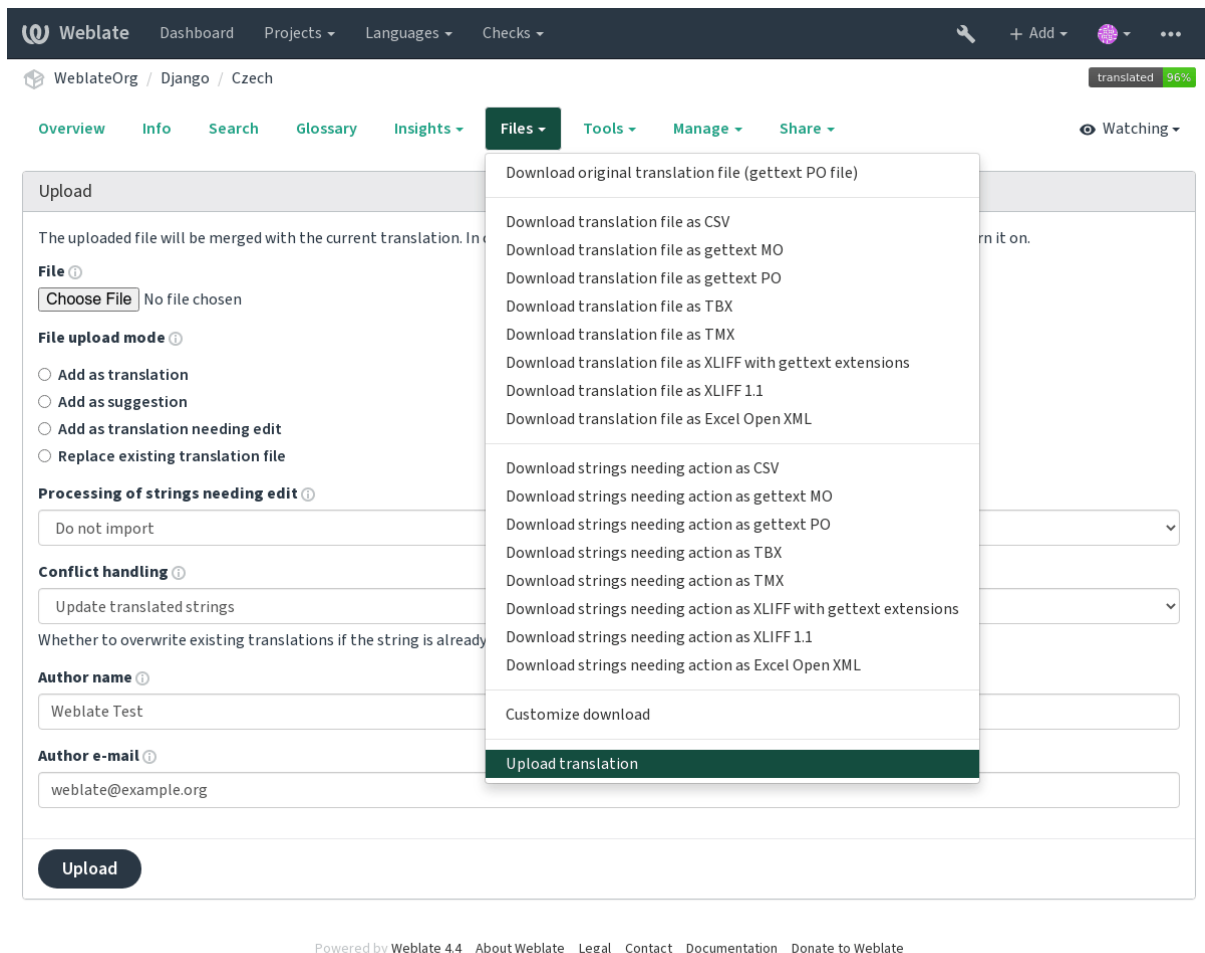 Weblate Dashboard Projects Languages Checks + Add
WeblateOrg / Django / Czech
translated 96%
Overview Info Search Glossary Insights Files Tools Manage Share Watching
Upload
The uploaded file will be merged with the current translation. In
rn it on.
File
Choose File No file chosen
File upload mode
Add as translation
Add as suggestion
Add as translation needing edit
Replace existing translation file
Processing of strings needing edit
Do not import
Conflict handling
Update translated strings
Whether to overwrite existing translations if the string is already
Author name
Weblate Test
Author e-mail
weblate@example.org
Upload
Download original translation file (gettext PO file)
Download translation file as CSV
Download translation file as gettext MO
Download translation file as gettext PO
Download translation file as TBX
Download translation file as TMX
Download translation file as XLIFF with gettext extensions
Download translation file as XLIFF 1.1
Download translation file as Excel Open XML
Download strings needing action as CSV
Download strings needing action as gettext MO
Download strings needing action as gettext PO
Download strings needing action as TBX
Download strings needing action as TMX
Download strings needing action as XLIFF with gettext extensions
Download strings needing action as XLIFF 1.1
Download strings needing action as Excel Open XML
Customize download
Upload translation
Powered by Weblate 4.4 About Weblate Legal Contact Documentation Donate to Weblate